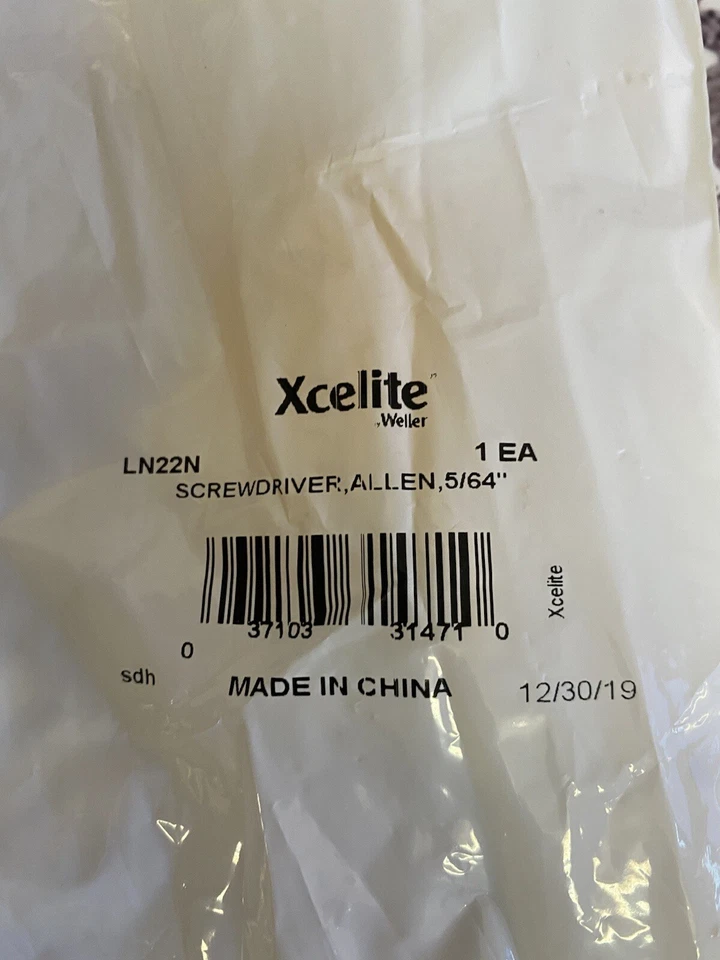 Xcelite
Weller
LN22N 1 EA
SCREWDRIVER,ALLEN,5/64"
Xcelite
0 37103 31471 0
sdh MADE IN CHINA 12/30/19